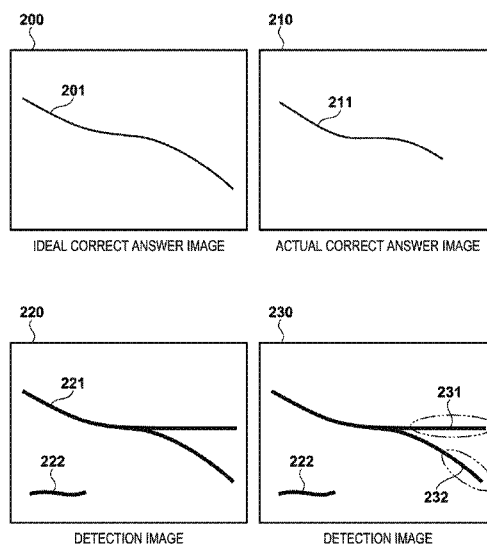 200
210
201
211
IDEAL CORRECT ANSWER IMAGE
ACTUAL CORRECT ANSWER IMAGE
220
230
221
231
222
222
232
DETECTION IMAGE
DETECTION IMAGE